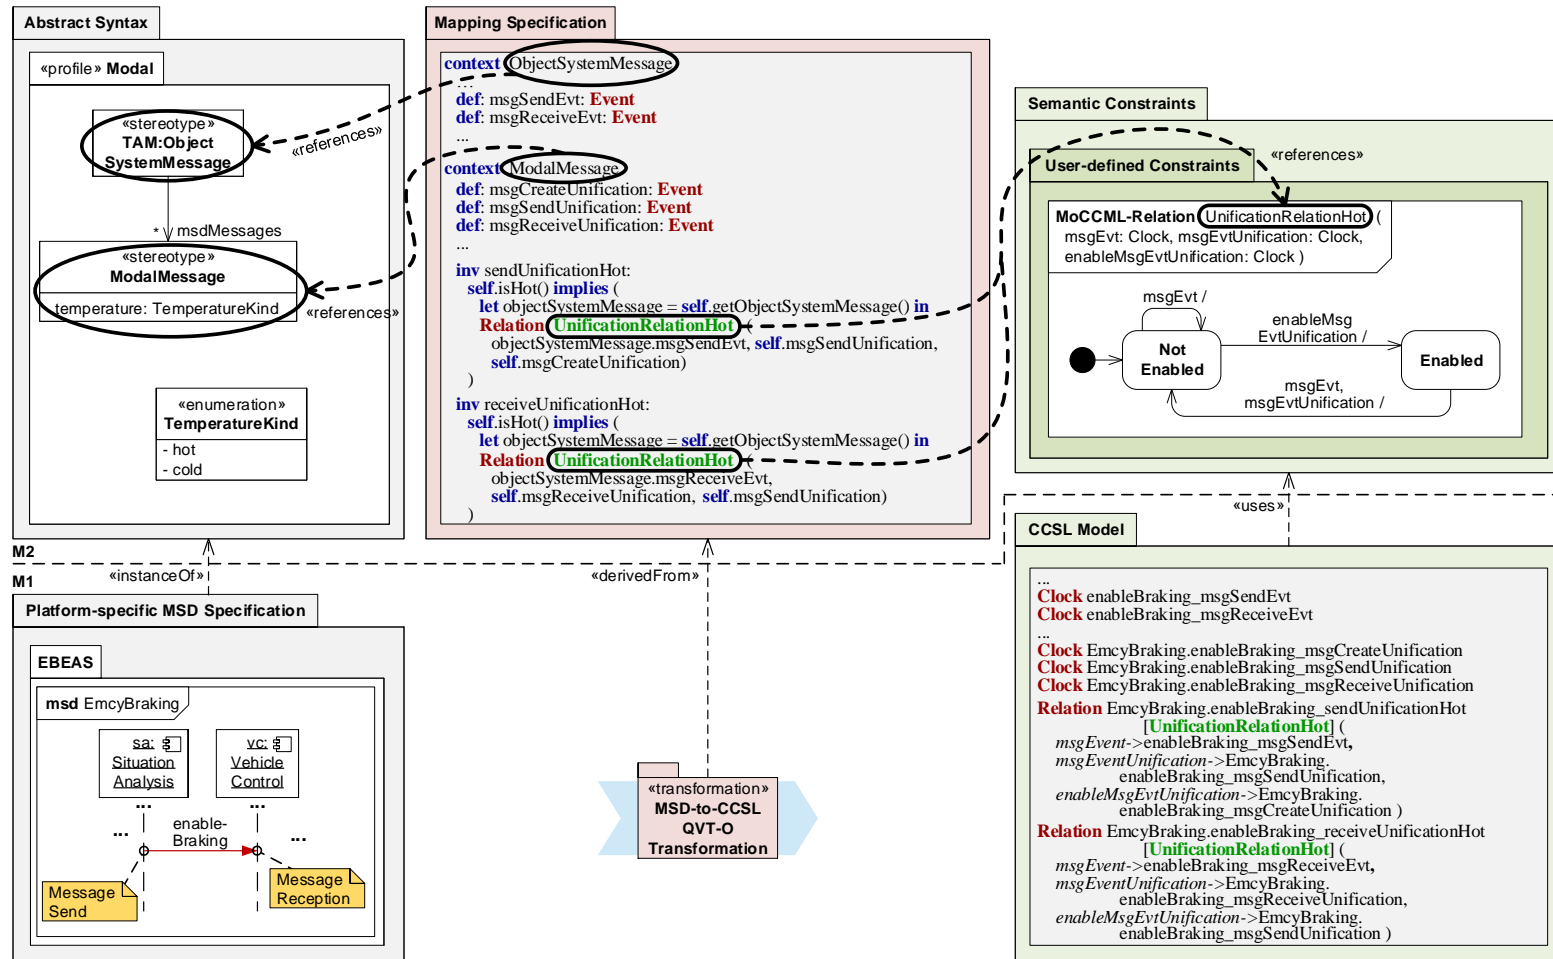 Abstract Syntax
«profile» Modal
«stereotype»
TAM:Object
SystemMessage
* msdMessages
«stereotype»
ModalMessage
temperature: TemperatureKind
«enumeration»
TemperatureKind
- hot
- cold
«references»
«references»
Mapping Specification
context ObjectSystemMessage
...
def: msgSendEvt: Event
def: msgReceiveEvt: Event
...
context ModalMessage
def: msgCreateUnification: Event
def: msgSendUnification: Event
def: msgReceiveUnification: Event
...
inv sendUnificationHot:
self.isHot() implies (
let objectSystemMessage = self.getObjectSystemMessage() in
Relation UnificationRelationHot (
objectSystemMessage.msgSendEvt, self.msgSendUnification,
self.msgCreateUnification)
)
inv receiveUnificationHot:
self.isHot() implies (
let objectSystemMessage = self.getObjectSystemMessage() in
Relation UnificationRelationHot (
objectSystemMessage.msgReceiveEvt,
self.msgReceiveUnification, self.msgSendUnification)
)
Semantic Constraints
«references»
User-defined Constraints
MoCCML-Relation UnificationRelationHot (
msgEvt: Clock, msgEvtUnification: Clock,
enableMsgEvtUnification: Clock )
msgEvt /
enableMsg
EvtUnification /
Not
Enabled
Enabled
msgEvt,
msgEvtUnification /
«uses»
M2
M1
«instanceOf»
«derivedFrom»
Platform-specific MSD Specification
EBEAS
msd EmcyBraking
sa:
Situation
Analysis
vc:
Vehicle
Control
...
...
...
...
enable-
Braking
Message
Send
Message
Reception
«transformation»
MSD-to-CCSL
QVT-O
Transformation
CCSL Model
...
Clock enableBraking_msgSendEvt
Clock enableBraking_msgReceiveEvt
...
Clock EmcyBraking.enableBraking_msgCreateUnification
Clock EmcyBraking.enableBraking_msgSendUnification
Clock EmcyBraking.enableBraking_msgReceiveUnification
Relation EmcyBraking.enableBraking_sendUnificationHot
[UnificationRelationHot] (
msgEvent->enableBraking_msgSendEvt,
msgEventUnification->EmcyBraking.
enableBraking_msgSendUnification,
enableMsgEvtUnification->EmcyBraking.
enableBraking_msgCreateUnification )
Relation EmcyBraking.enableBraking_receiveUnificationHot
[UnificationRelationHot] (
msgEvent->enableBraking_msgReceiveEvt,
msgEventUnification->EmcyBraking.
enableBraking_msgReceiveUnification,
enableMsgEvtUnification->EmcyBraking.
enableBraking_msgSendUnification )